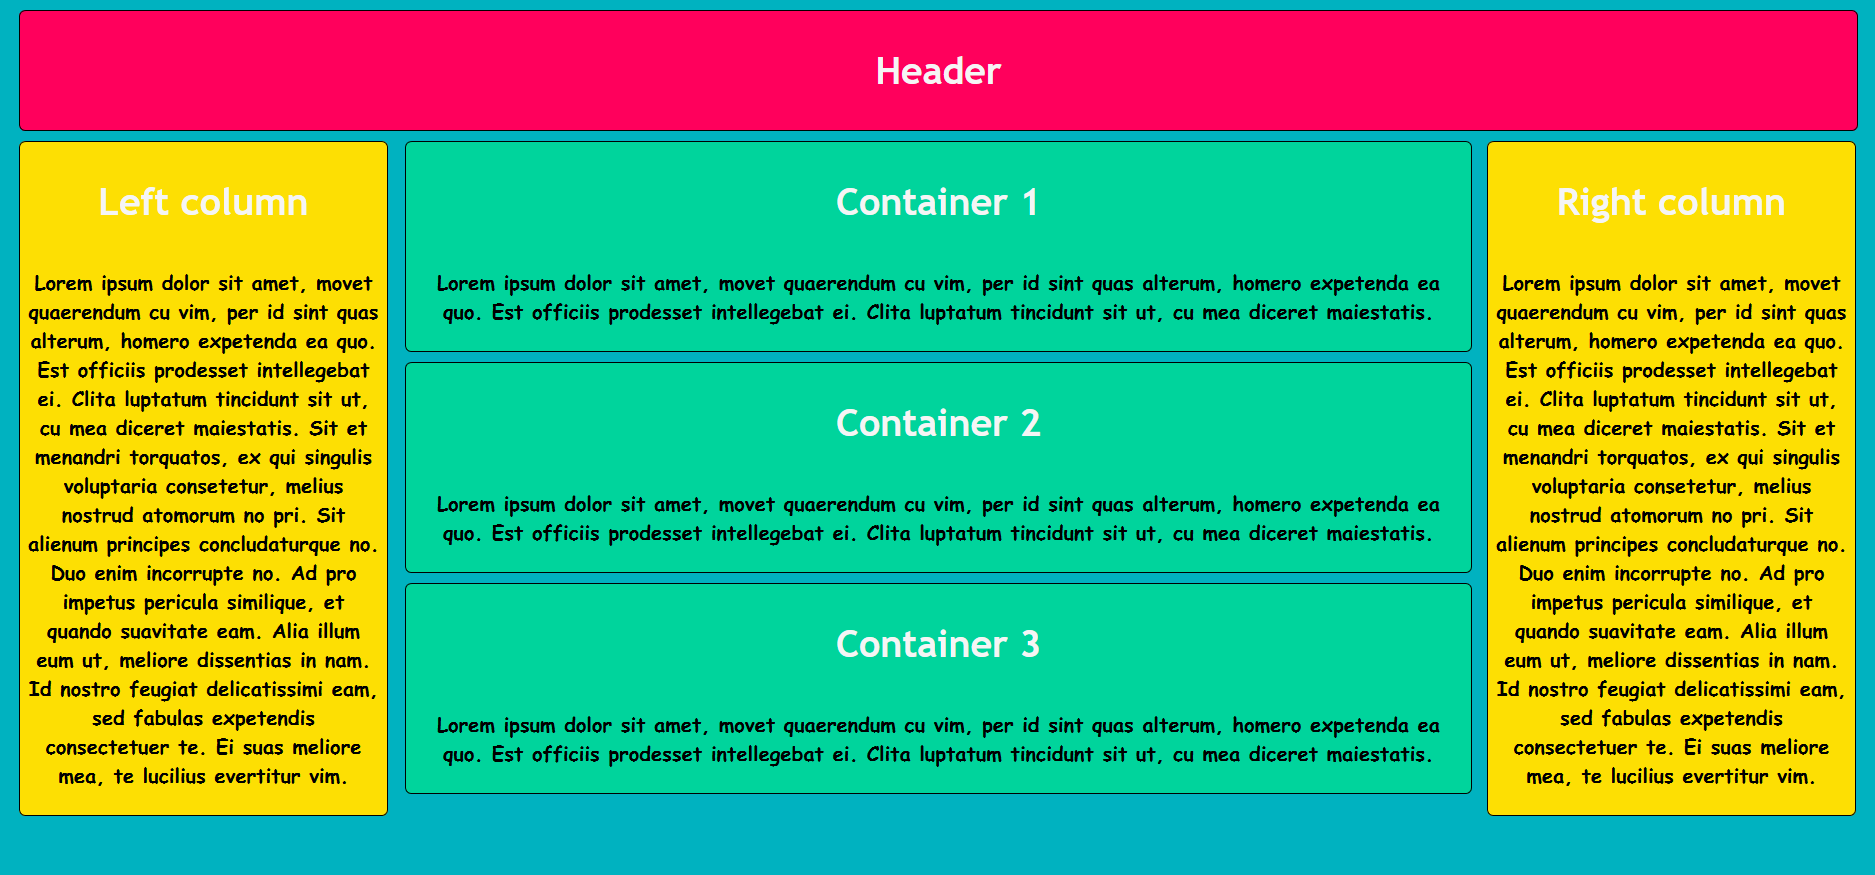 Header
Left column
Lorem ipsum dolor sit amet, movet
quaerendum cu vim, per id sint quas
alterum, homero expetenda ea quo.
Est officiis prodesset intellegebat
ei. Clita luptatum tincidunt sit ut,
cu mea diceret maiestatis. Sit et
menandri torquatos, ex qui singulis
voluptaria consetetur, melius
nostrud atomorum no pri. Sit
alienum principes concludaturque no.
Duo enim incorrupte no. Ad pro
impetus pericula similique, et
quando suavitate eam. Alia illum
eum ut, meliore dissentias in nam.
Id nostro feugiat delicatissimi eam,
sed fabulas expetendis
consectetuer te. Ei suas meliore
mea, te lucilius evertitur vim.
Container 1
Lorem ipsum dolor sit amet, movet quaerendum cu vim, per id sint quas alterum, homero expetenda ea
quo. Est officiis prodesset intellegebat ei. Clita luptatum tincidunt sit ut, cu mea diceret maiestatis.
Container 2
Lorem ipsum dolor sit amet, movet quaerendum cu vim, per id sint quas alterum, homero expetenda ea
quo. Est officiis prodesset intellegebat ei. Clita luptatum tincidunt sit ut, cu mea diceret maiestatis.
Container 3
Lorem ipsum dolor sit amet, movet quaerendum cu vim, per id sint quas alterum, homero expetenda ea
quo. Est officiis prodesset intellegebat ei. Clita luptatum tincidunt sit ut, cu mea diceret maiestatis.
Right column
Lorem ipsum dolor sit amet, movet
quaerendum cu vim, per id sint quas
alterum, homero expetenda ea quo.
Est officiis prodesset intellegebat
ei. Clita luptatum tincidunt sit ut,
cu mea diceret maiestatis. Sit et
menandri torquatos, ex qui singulis
voluptaria consetetur, melius
nostrud atomorum no pri. Sit
alienum principes concludaturque no.
Duo enim incorrupte no. Ad pro
impetus pericula similique, et
quando suavitate eam. Alia illum
eum ut, meliore dissentias in nam.
Id nostro feugiat delicatissimi eam,
sed fabulas expetendis
consectetuer te. Ei suas meliore
mea, te lucilius evertitur vim.